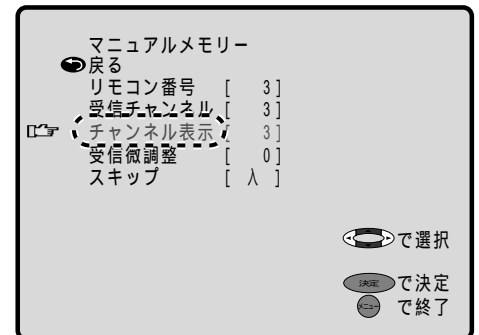 マニュアルメモリー
戻る
リモコン番号 [ 3]
受信チャンネル [ 3]
チャンネル表示 [ 3]
受信微調整 [ 0]
スキップ [ 入 ]
で選択
決定 で決定
メニュー で終了